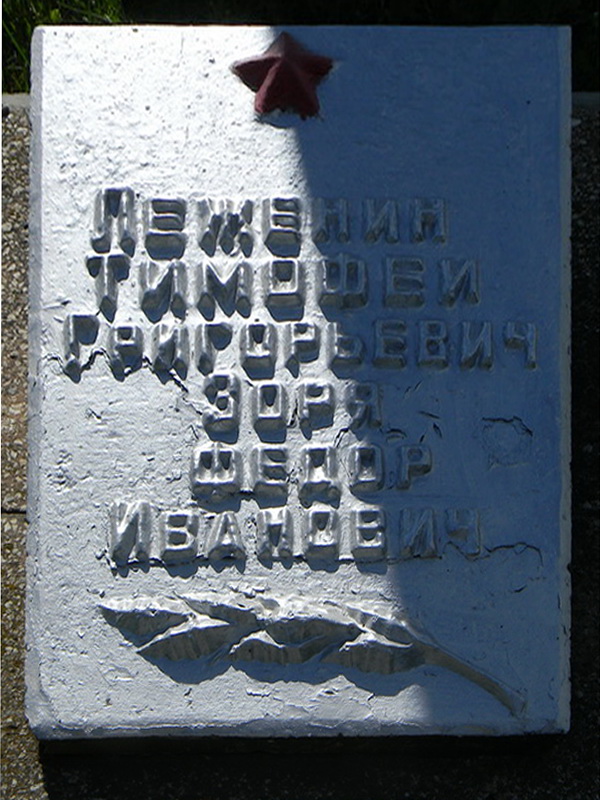 ЛЕЖЕНИН
ТИМОФЕЙ
ГРИГОРЬЕВИЧ
ЗОРЯ
ФЕДОР
ИВАНОВИЧ